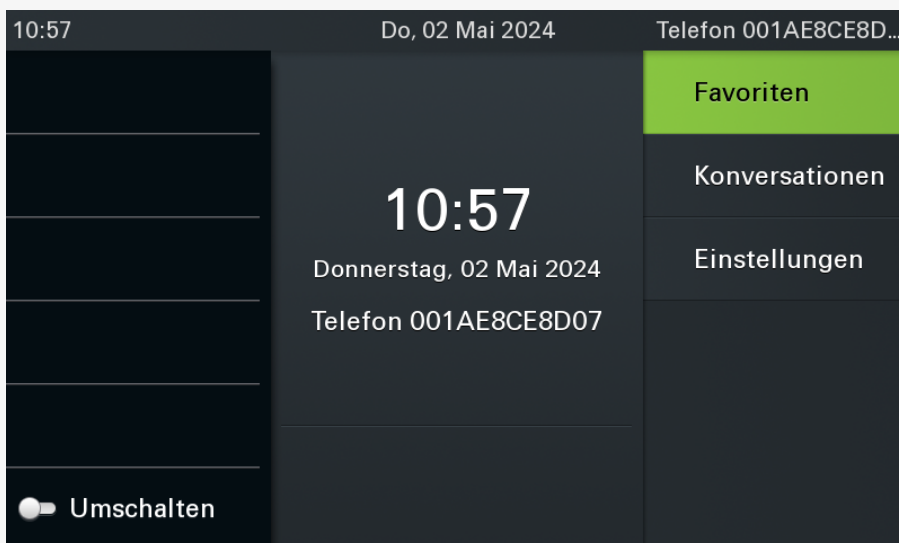 10:57 Do, 02 Mai 2024 Telefon 001AE8CE8D...
Favoriten
Konversationen
Einstellungen
10:57
Donnerstag, 02 Mai 2024
Telefon 001AE8CE8D07
Umschalten